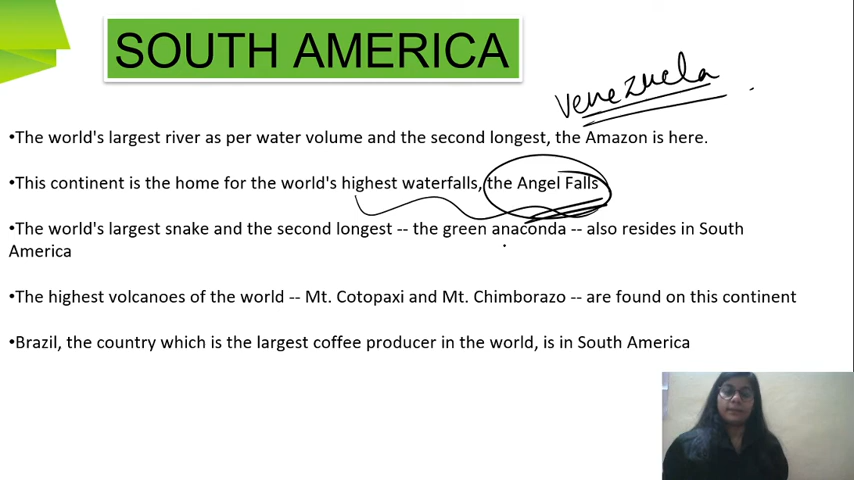 SOUTH AMERICA
Venezuela
•The world's largest river as per water volume and the second longest, the Amazon is here.
•This continent is the home for the world's highest waterfalls, the Angel Falls
•The world's largest snake and the second longest -- the green anaconda -- also resides in South
America
•The highest volcanoes of the world -- Mt. Cotopaxi and Mt. Chimborazo -- are found on this continent
•Brazil, the country which is the largest coffee producer in the world, is in South America